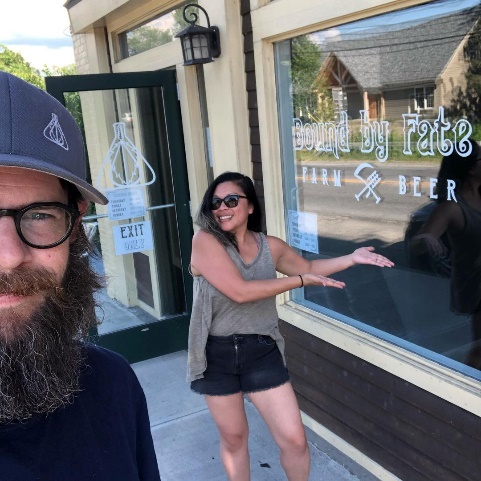 Bound by Fate
FARM BEER
EXIT
ONLY